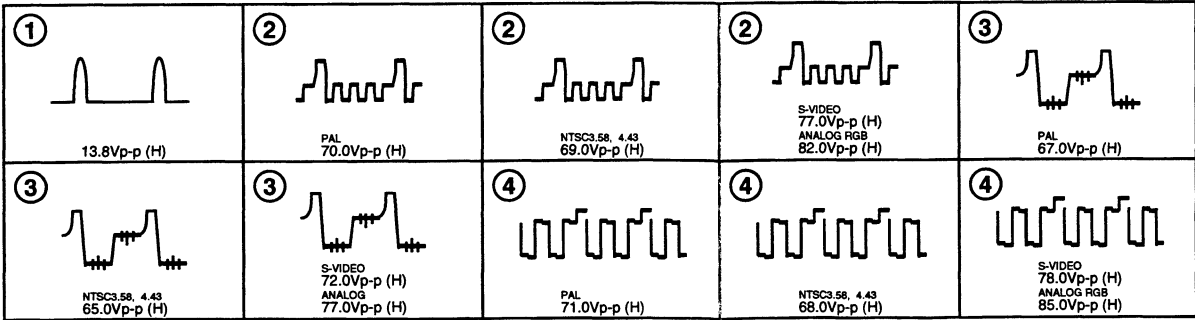 ①
13.8Vp-p (H)
②
PAL
70.0Vp-p (H)
②
NTSC3.58, 4.43
69.0Vp-p (H)
②
S-VIDEO
77.0Vp-p (H)
ANALOG RGB
82.0Vp-p (H)
③
PAL
67.0Vp-p (H)
③
NTSC3.58, 4.43
65.0Vp-p (H)
③
S-VIDEO
72.0Vp-p (H)
ANALOG
77.0Vp-p (H)
④
PAL
71.0Vp-p (H)
④
NTSC3.58, 4.43
68.0Vp-p (H)
④
S-VIDEO
78.0Vp-p (H)
ANALOG RGB
85.0Vp-p (H)